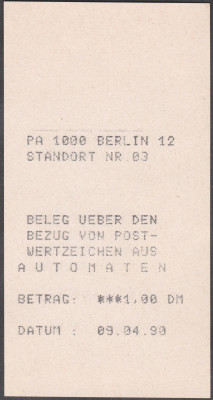 PA 1000 BERLIN 12
STANDORT NR.03
BELEG UEBER DEN
BEZUG VON POST-
WERTZEICHEN AUS
A U T O M A T E N
BETRAG: ***1,00 DM
DATUM : 09.04.90